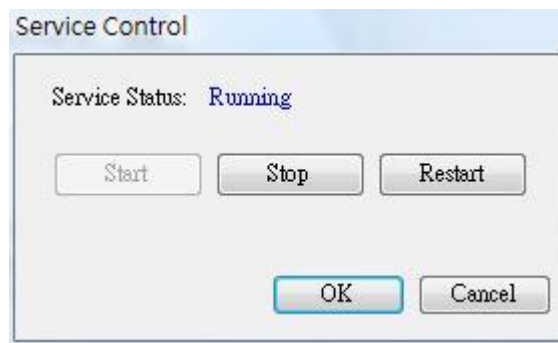 Service Control
Service Status: Running
Start Stop Restart
OK Cancel